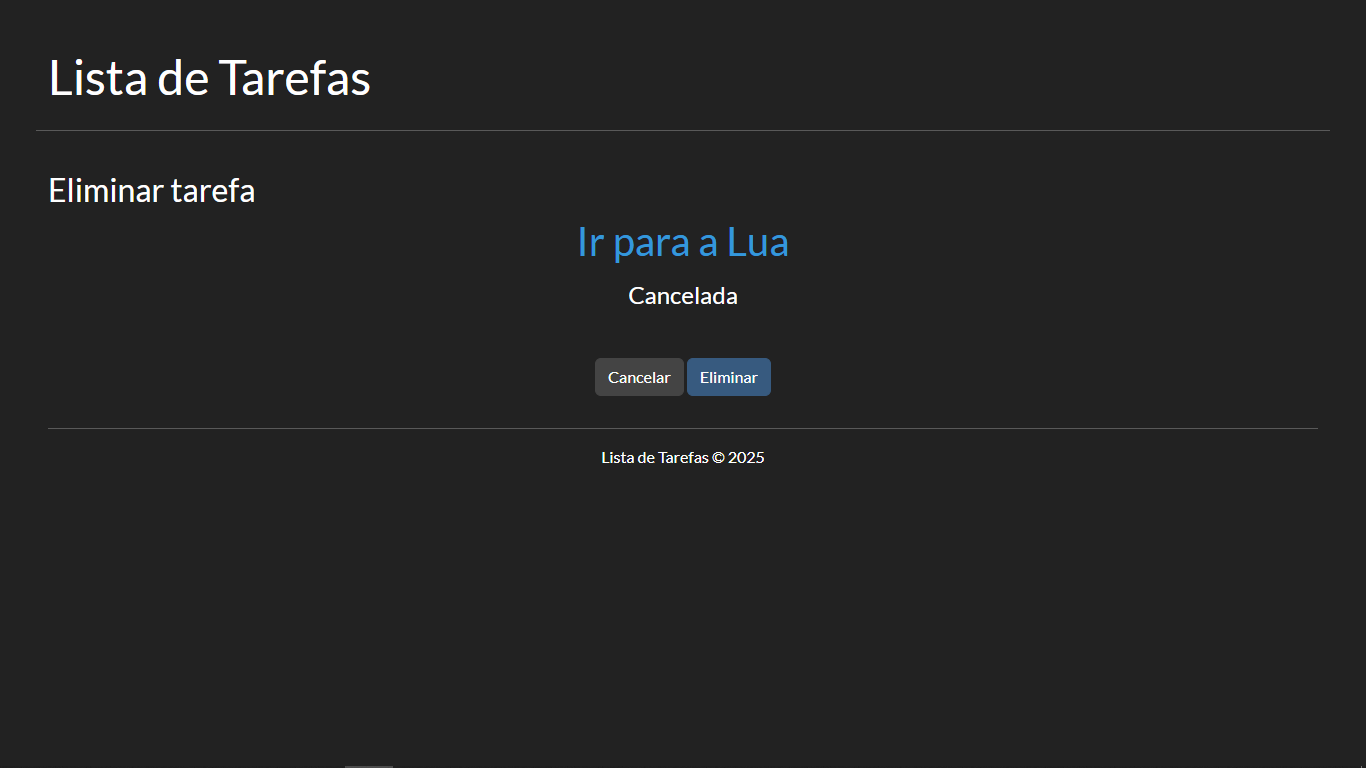 Lista de Tarefas
Eliminar tarefa
Ir para a Lua
Cancelada
Cancelar Eliminar
Lista de Tarefas © 2025